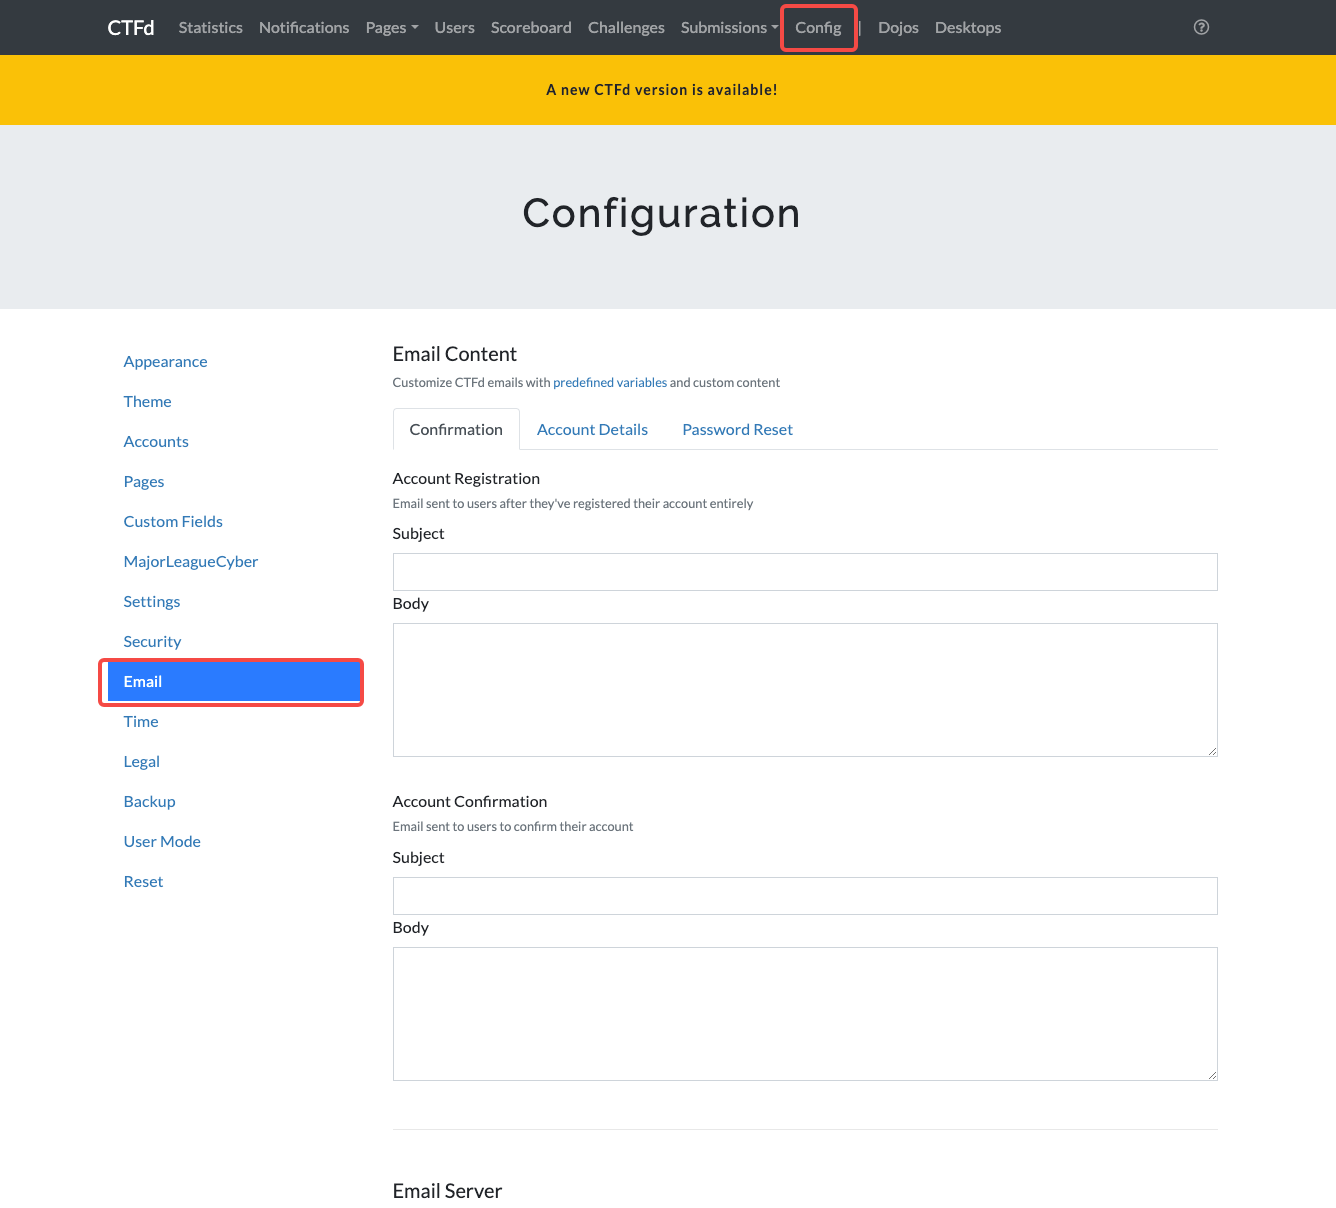 CTFd Statistics Notifications Pages Users Scoreboard Challenges Submissions Config | Dojos Desktops
A new CTFd version is available!
Configuration
Appearance
Theme
Accounts
Pages
Custom Fields
MajorLeagueCyber
Settings
Security
Email
Time
Legal
Backup
User Mode
Reset
Email Content
Customize CTFd emails with predefined variables and custom content
Confirmation Account Details Password Reset
Account Registration
Email sent to users after they've registered their account entirely
Subject
Body
Account Confirmation
Email sent to users to confirm their account
Subject
Body
Email Server